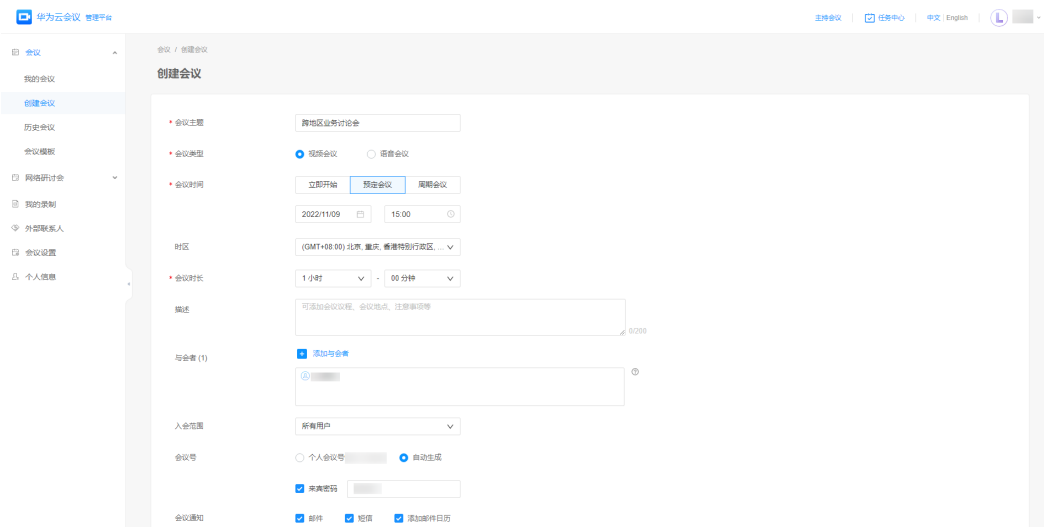 华为云会议 管理平台
主持会议 任务中心 中文 | English
会议
我的会议
创建会议
历史会议
会议模板
网络研讨会
我的录制
外部联系人
会议设置
个人信息
会议 / 创建会议
创建会议
* 会议主题 跨地区业务讨论会
* 会议类型 视频会议 语音会议
* 会议时间 立即开始 预定会议 周期会议
2022/11/09 15:00
时区 (GMT+08:00) 北京, 重庆, 香港特别行政区, ...
* 会议时长 1 小时 - 00 分钟
描述 可添加会议议程、会议地点、注意事项等
0/200
与会者 (1) 添加与会者
入会范围 所有用户
会议号 个人会议号 自动生成
来宾密码
会议通知 邮件 短信 添加邮件日历